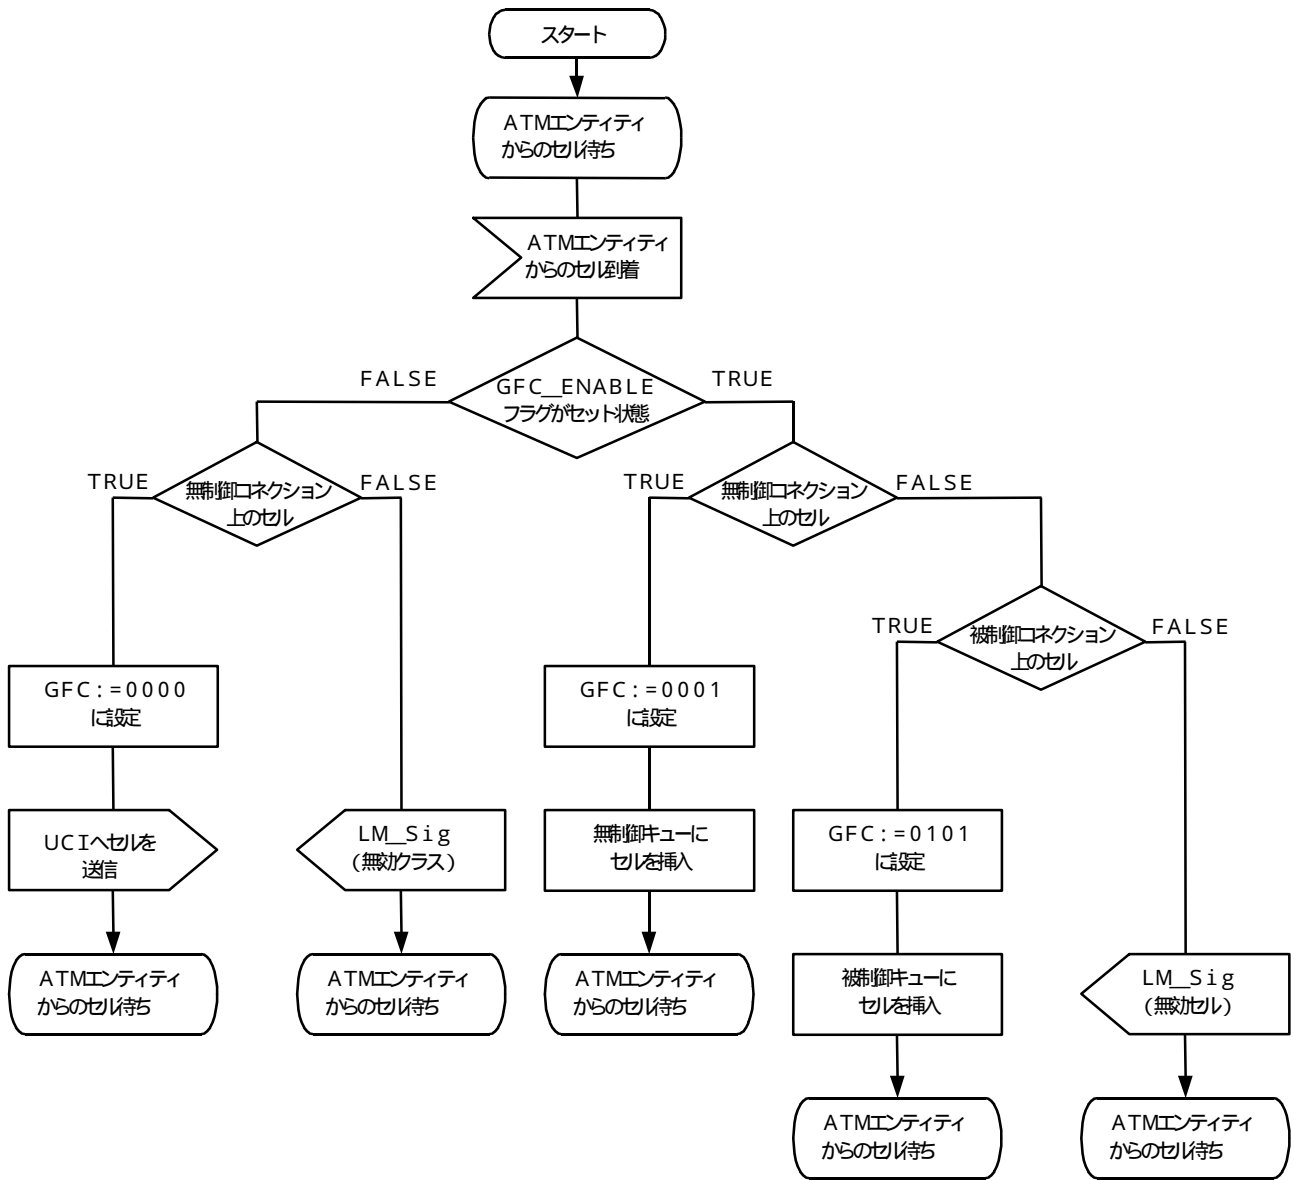 スタート
ATMエンティティ
からのセル待ち
ATMエンティティ
からのセル到着
FALSE
GFC＿ENABLE
フラグがセット状態
TRUE
TRUE
無制御コネクション
上のセル
FALSE
TRUE
無制御コネクション
上のセル
FALSE
TRUE
被制御コネクション
上のセル
FALSE
GFC:=0000
に設定
GFC:=0001
に設定
UCIへセルを
送信
LM＿Sig
(無効クラス)
無制御キューに
セルを挿入
GFC:=0101
に設定
ATMエンティティ
からのセル待ち
ATMエンティティ
からのセル待ち
ATMエンティティ
からのセル待ち
被制御キューに
セルを挿入
LM＿Sig
(無効セル)
ATMエンティティ
からのセル待ち
ATMエンティティ
からのセル待ち